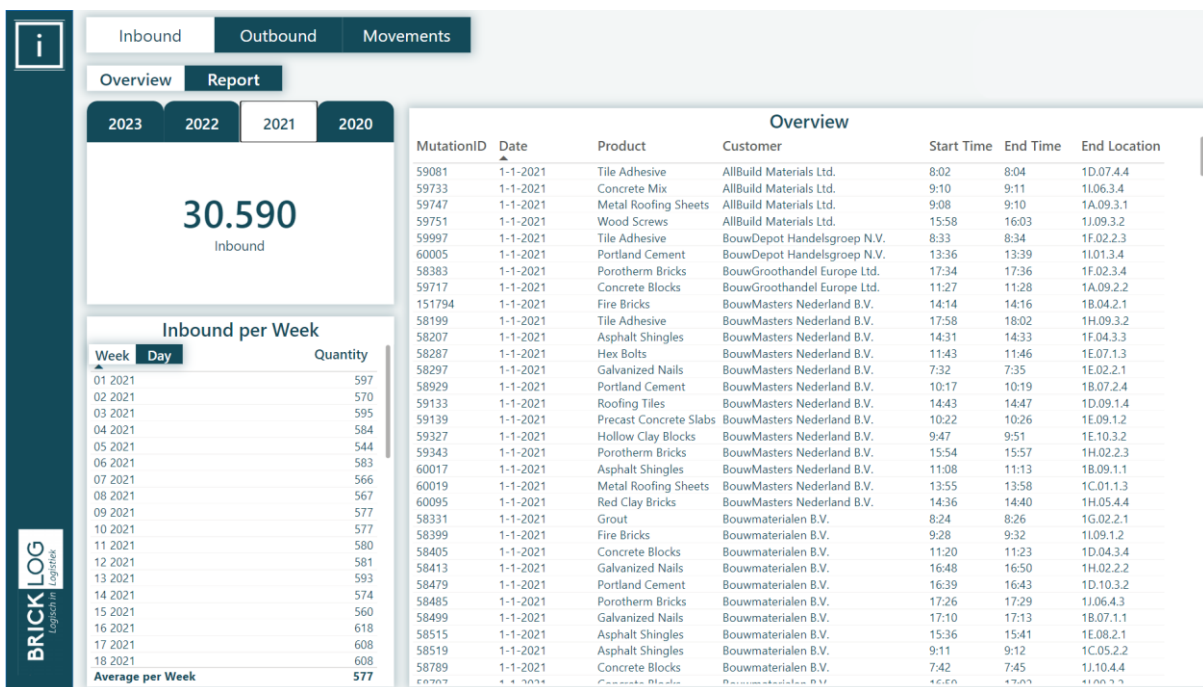 i
Inbound Outbound Movements
Overview Report
2023 2022 2021 2020
30.590
Inbound
Inbound per Week
Week Day Quantity
01 2021 597
02 2021 570
03 2021 595
04 2021 584
05 2021 544
06 2021 583
07 2021 566
08 2021 567
09 2021 577
10 2021 577
11 2021 580
12 2021 581
13 2021 593
14 2021 574
15 2021 560
16 2021 618
17 2021 608
18 2021 608
Average per Week 577
Overview
MutationID Date Product Customer Start Time End Time End Location
59081 1-1-2021 Tile Adhesive AllBuild Materials Ltd. 8:02 8:04 1D.07.4.4
59733 1-1-2021 Concrete Mix AllBuild Materials Ltd. 9:10 9:11 1I.06.3.4
59747 1-1-2021 Metal Roofing Sheets AllBuild Materials Ltd. 9:08 9:10 1A.09.3.1
59751 1-1-2021 Wood Screws AllBuild Materials Ltd. 15:58 16:03 1J.09.3.2
59997 1-1-2021 Tile Adhesive BouwDepot Handelsgroep N.V. 8:33 8:34 1F.02.2.3
60005 1-1-2021 Portland Cement BouwDepot Handelsgroep N.V. 13:36 13:39 1I.01.3.4
58383 1-1-2021 Porotherm Bricks BouwGroothandel Europe Ltd. 17:34 17:36 1F.02.3.4
59717 1-1-2021 Concrete Blocks BouwGroothandel Europe Ltd. 11:27 11:28 1A.09.2.2
151794 1-1-2021 Fire Bricks BouwMasters Nederland B.V. 14:14 14:16 1B.04.2.1
58199 1-1-2021 Tile Adhesive BouwMasters Nederland B.V. 17:58 18:02 1H.09.3.2
58207 1-1-2021 Asphalt Shingles BouwMasters Nederland B.V. 14:31 14:33 1F.04.3.3
58287 1-1-2021 Hex Bolts BouwMasters Nederland B.V. 11:43 11:46 1E.07.1.3
58297 1-1-2021 Galvanized Nails BouwMasters Nederland B.V. 7:32 7:35 1E.02.2.1
58929 1-1-2021 Portland Cement BouwMasters Nederland B.V. 10:17 10:19 1B.07.2.4
59133 1-1-2021 Roofing Tiles BouwMasters Nederland B.V. 14:43 14:47 1D.09.1.4
59139 1-1-2021 Precast Concrete Slabs BouwMasters Nederland B.V. 10:22 10:26 1E.09.1.2
59327 1-1-2021 Hollow Clay Blocks BouwMasters Nederland B.V. 9:47 9:51 1E.10.3.2
59343 1-1-2021 Porotherm Bricks BouwMasters Nederland B.V. 15:54 15:57 1H.02.2.3
60017 1-1-2021 Asphalt Shingles BouwMasters Nederland B.V. 11:08 11:13 1B.09.1.1
60019 1-1-2021 Metal Roofing Sheets BouwMasters Nederland B.V. 13:55 13:58 1C.01.1.3
60095 1-1-2021 Red Clay Bricks BouwMasters Nederland B.V. 14:36 14:40 1H.05.4.4
58331 1-1-2021 Grout Bouwmaterialen B.V. 8:24 8:26 1G.02.2.1
58399 1-1-2021 Fire Bricks Bouwmaterialen B.V. 9:28 9:32 1I.09.1.2
58405 1-1-2021 Concrete Blocks Bouwmaterialen B.V. 11:20 11:23 1D.04.3.4
58413 1-1-2021 Galvanized Nails Bouwmaterialen B.V. 16:48 16:50 1H.02.2.2
58479 1-1-2021 Portland Cement Bouwmaterialen B.V. 16:39 16:43 1D.10.3.2
58485 1-1-2021 Porotherm Bricks Bouwmaterialen B.V. 17:26 17:29 1J.06.4.3
58499 1-1-2021 Galvanized Nails Bouwmaterialen B.V. 17:10 17:13 1B.07.1.1
58515 1-1-2021 Asphalt Shingles Bouwmaterialen B.V. 15:36 15:41 1E.08.2.1
58519 1-1-2021 Asphalt Shingles Bouwmaterialen B.V. 9:11 9:12 1C.05.2.2
58789 1-1-2021 Concrete Blocks Bouwmaterialen B.V. 7:42 7:45 1J.10.4.4
BRICKLOG
Logisch in Logistiek